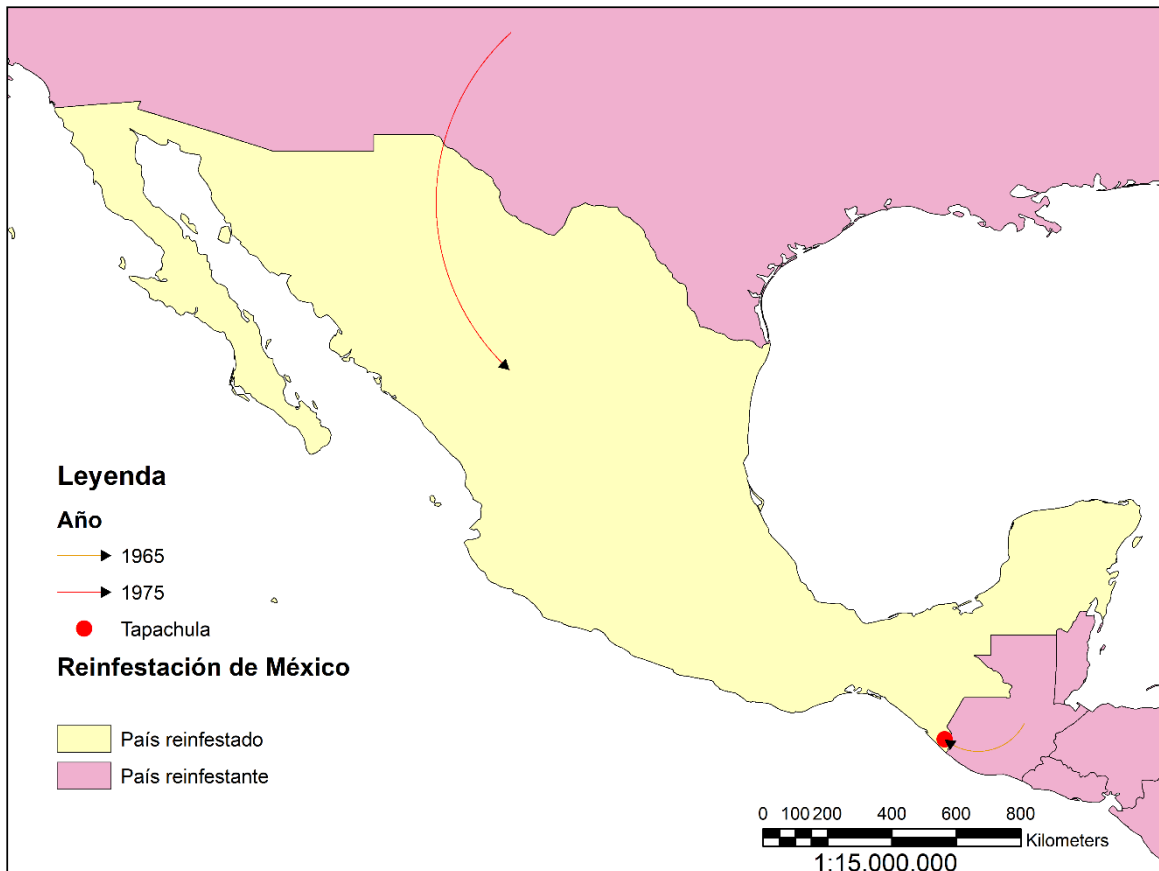 Leyenda
Año
1965
1975
Tapachula
Reinfestación de México
País reinfestado
País reinfestante
0 100 200 400 600 800
Kilometers
1:15.000.000